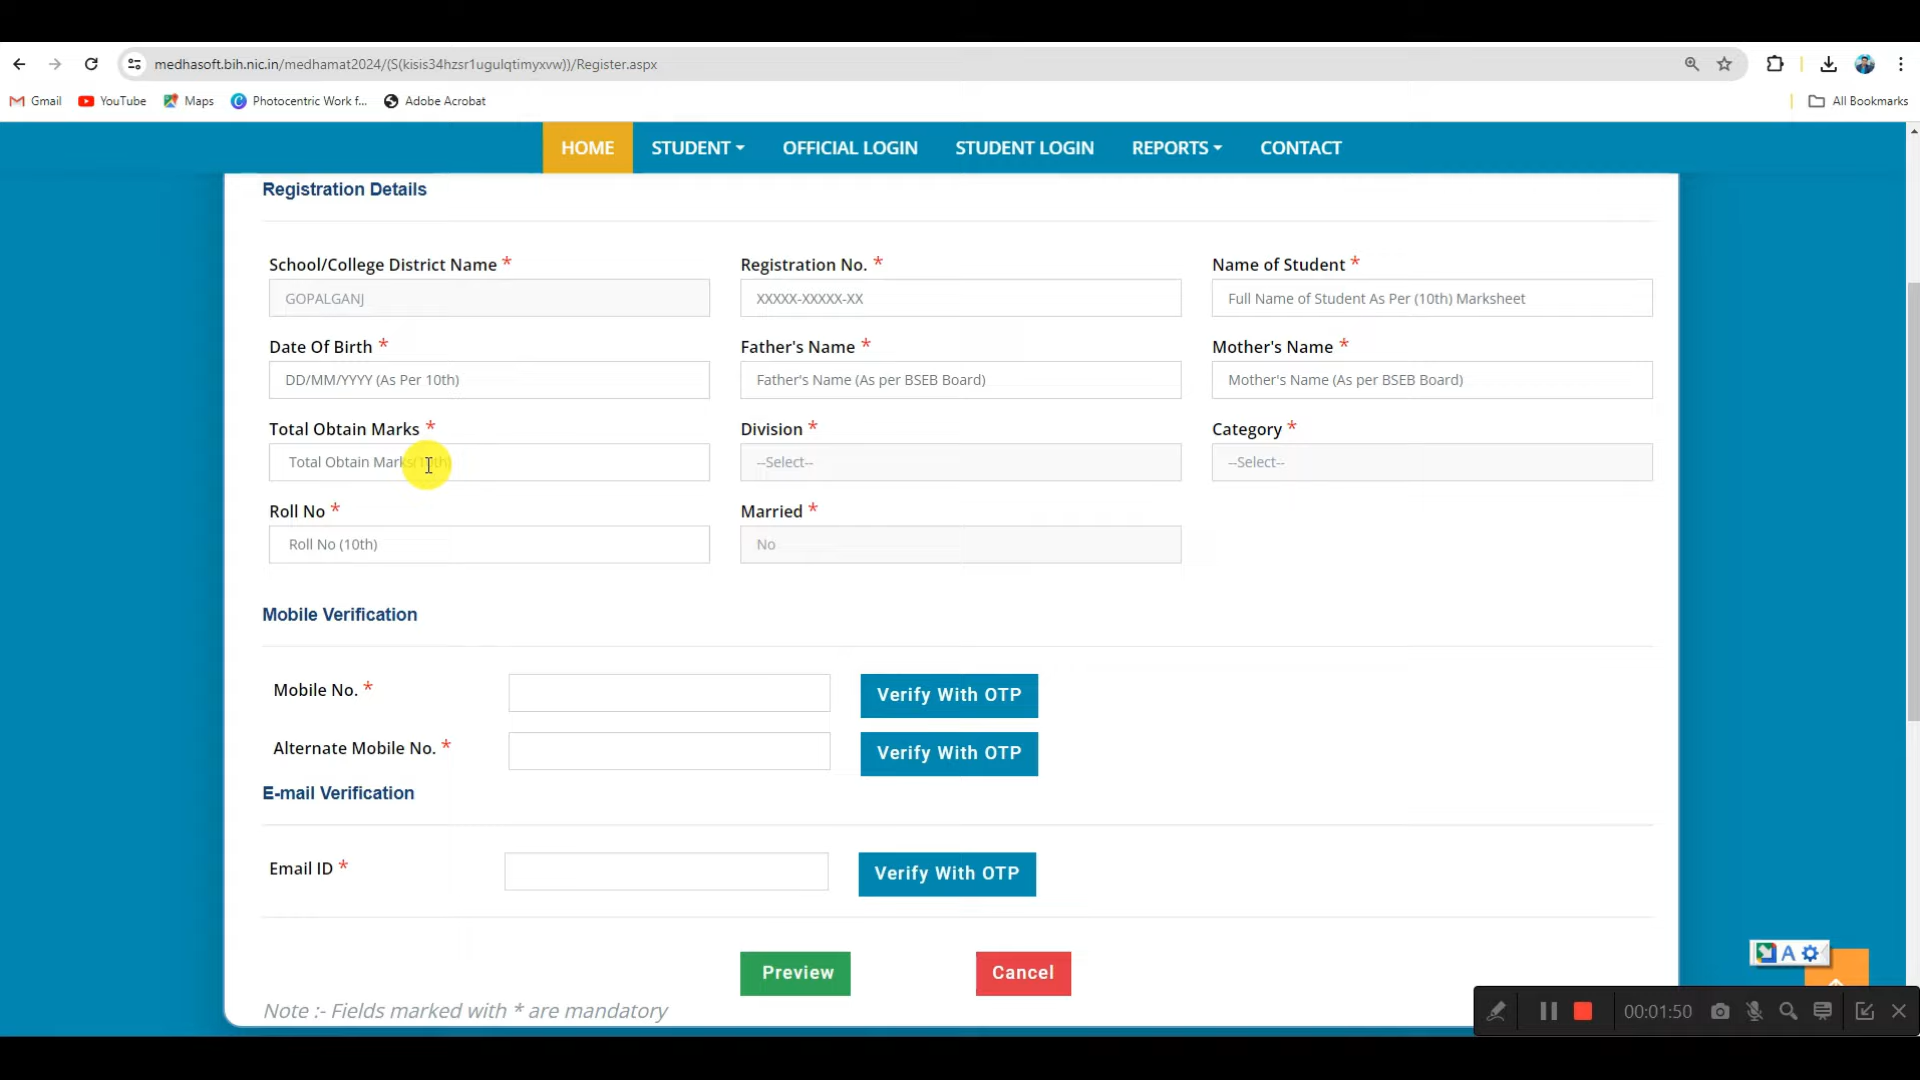 medhasoft.bih.nic.in/medhamat2024/(S(kisis34hzsr1ugulqtimyxvw))/Register.aspx
Gmail YouTube Maps Photocentric Work f... Adobe Acrobat All Bookmarks
HOME STUDENT OFFICIAL LOGIN STUDENT LOGIN REPORTS CONTACT
Registration Details
School/College District Name * Registration No. * Name of Student *
GOPALGANJ XXXXX-XXXXX-XX Full Name of Student As Per (10th) Marksheet
Date Of Birth * Father's Name * Mother's Name *
DD/MM/YYYY (As Per 10th) Father's Name (As per BSEB Board) Mother's Name (As per BSEB Board)
Total Obtain Marks * Division * Category *
Total Obtain Marks(10th) --Select-- --Select--
Roll No * Married *
Roll No (10th) No
Mobile Verification
Mobile No. * Verify With OTP
Alternate Mobile No. * Verify With OTP
E-mail Verification
Email ID * Verify With OTP
Preview Cancel
Note :- Fields marked with * are mandatory
A
00:01:50